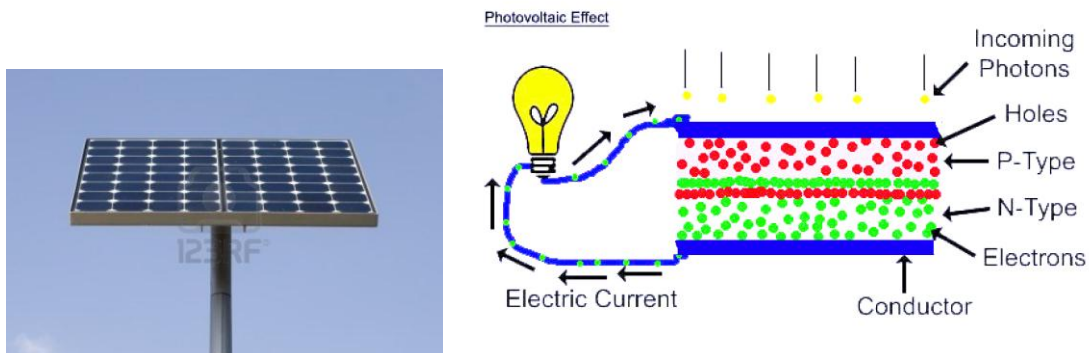 Photovoltaic Effect
Incoming
Photons
Holes
P-Type
N-Type
Electrons
Electric Current
Conductor
123RF